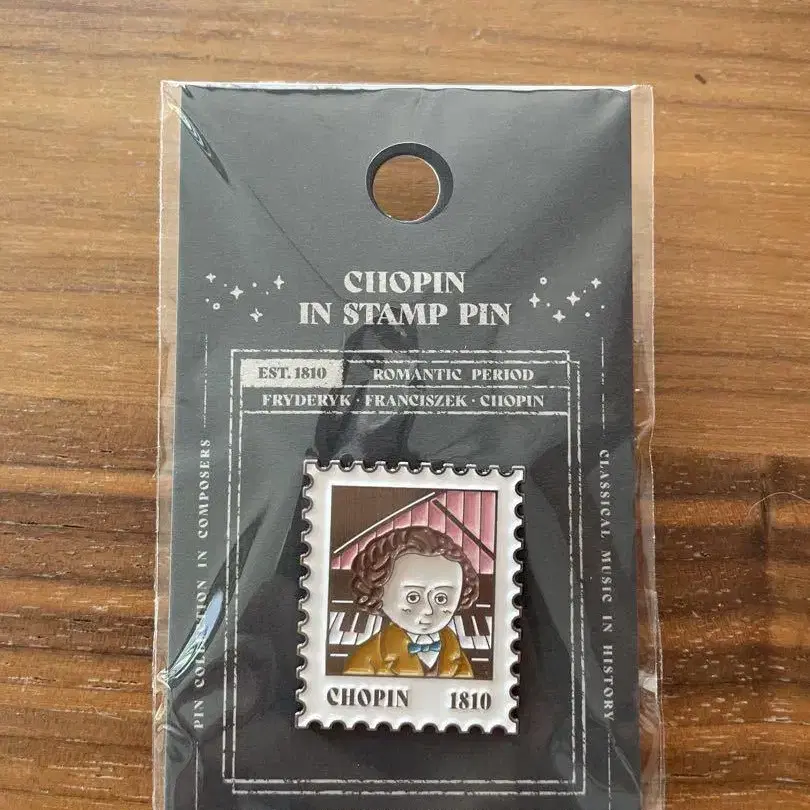 CHOPIN
IN STAMP PIN
EST. 1810
ROMANTIC PERIOD
FRYDERYK · FRANCISZEK · CHOPIN
PIN COLLECTION IN COMPOSERS
CLASSICAL MUSIC IN HISTORY
CHOPIN 1810